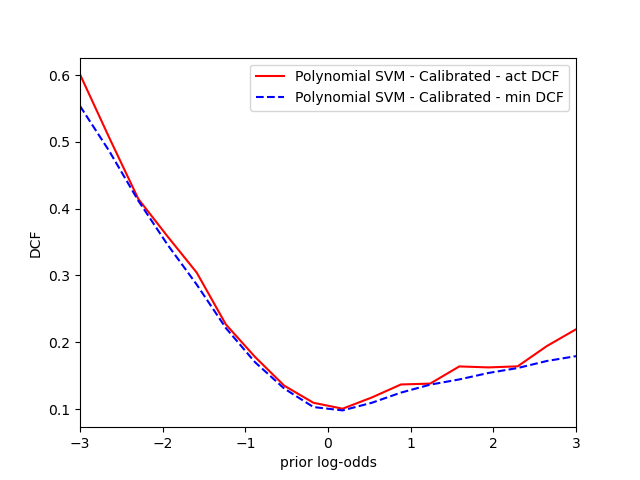 Polynomial SVM - Calibrated - act DCF
Polynomial SVM - Calibrated - min DCF
DCF
0.6
0.5
0.4
0.3
0.2
0.1
−3 −2 −1 0 1 2 3
prior log-odds